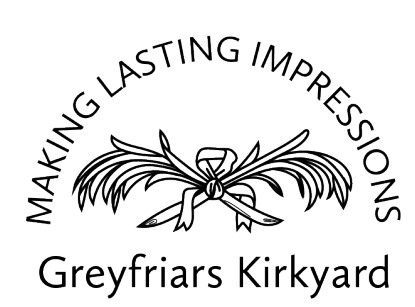 MAKING LASTING IMPRESSIONS
Greyfriars Kirkyard